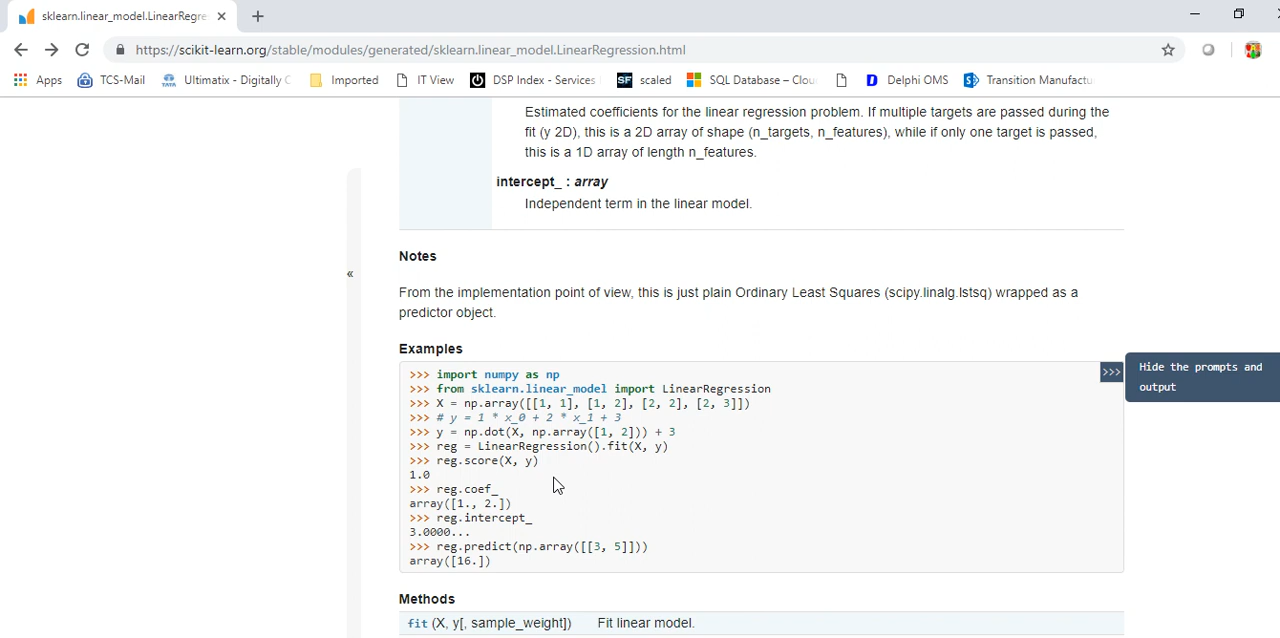 sklearn.linear_model.LinearRegre
https://scikit-learn.org/stable/modules/generated/sklearn.linear_model.LinearRegression.html
Apps TCS-Mail Ultimatix - Digitally C Imported IT View DSP Index - Services SF scaled SQL Database – Clou D Delphi OMS S Transition Manufactu
Estimated coefficients for the linear regression problem. If multiple targets are passed during the
fit (y 2D), this is a 2D array of shape (n_targets, n_features), while if only one target is passed,
this is a 1D array of length n_features.
intercept_ : array
Independent term in the linear model.
«
Notes
From the implementation point of view, this is just plain Ordinary Least Squares (scipy.linalg.lstsq) wrapped as a
predictor object.
Examples
>>> Hide the prompts and
output
>>> import numpy as np
>>> from sklearn.linear_model import LinearRegression
>>> X = np.array([[1, 1], [1, 2], [2, 2], [2, 3]])
>>> # y = 1 * x_0 + 2 * x_1 + 3
>>> y = np.dot(X, np.array([1, 2])) + 3
>>> reg = LinearRegression().fit(X, y)
>>> reg.score(X, y)
1.0
>>> reg.coef_
array([1., 2.])
>>> reg.intercept_
3.0000...
>>> reg.predict(np.array([[3, 5]]))
array([16.])
Methods
fit (X, y[, sample_weight]) Fit linear model.